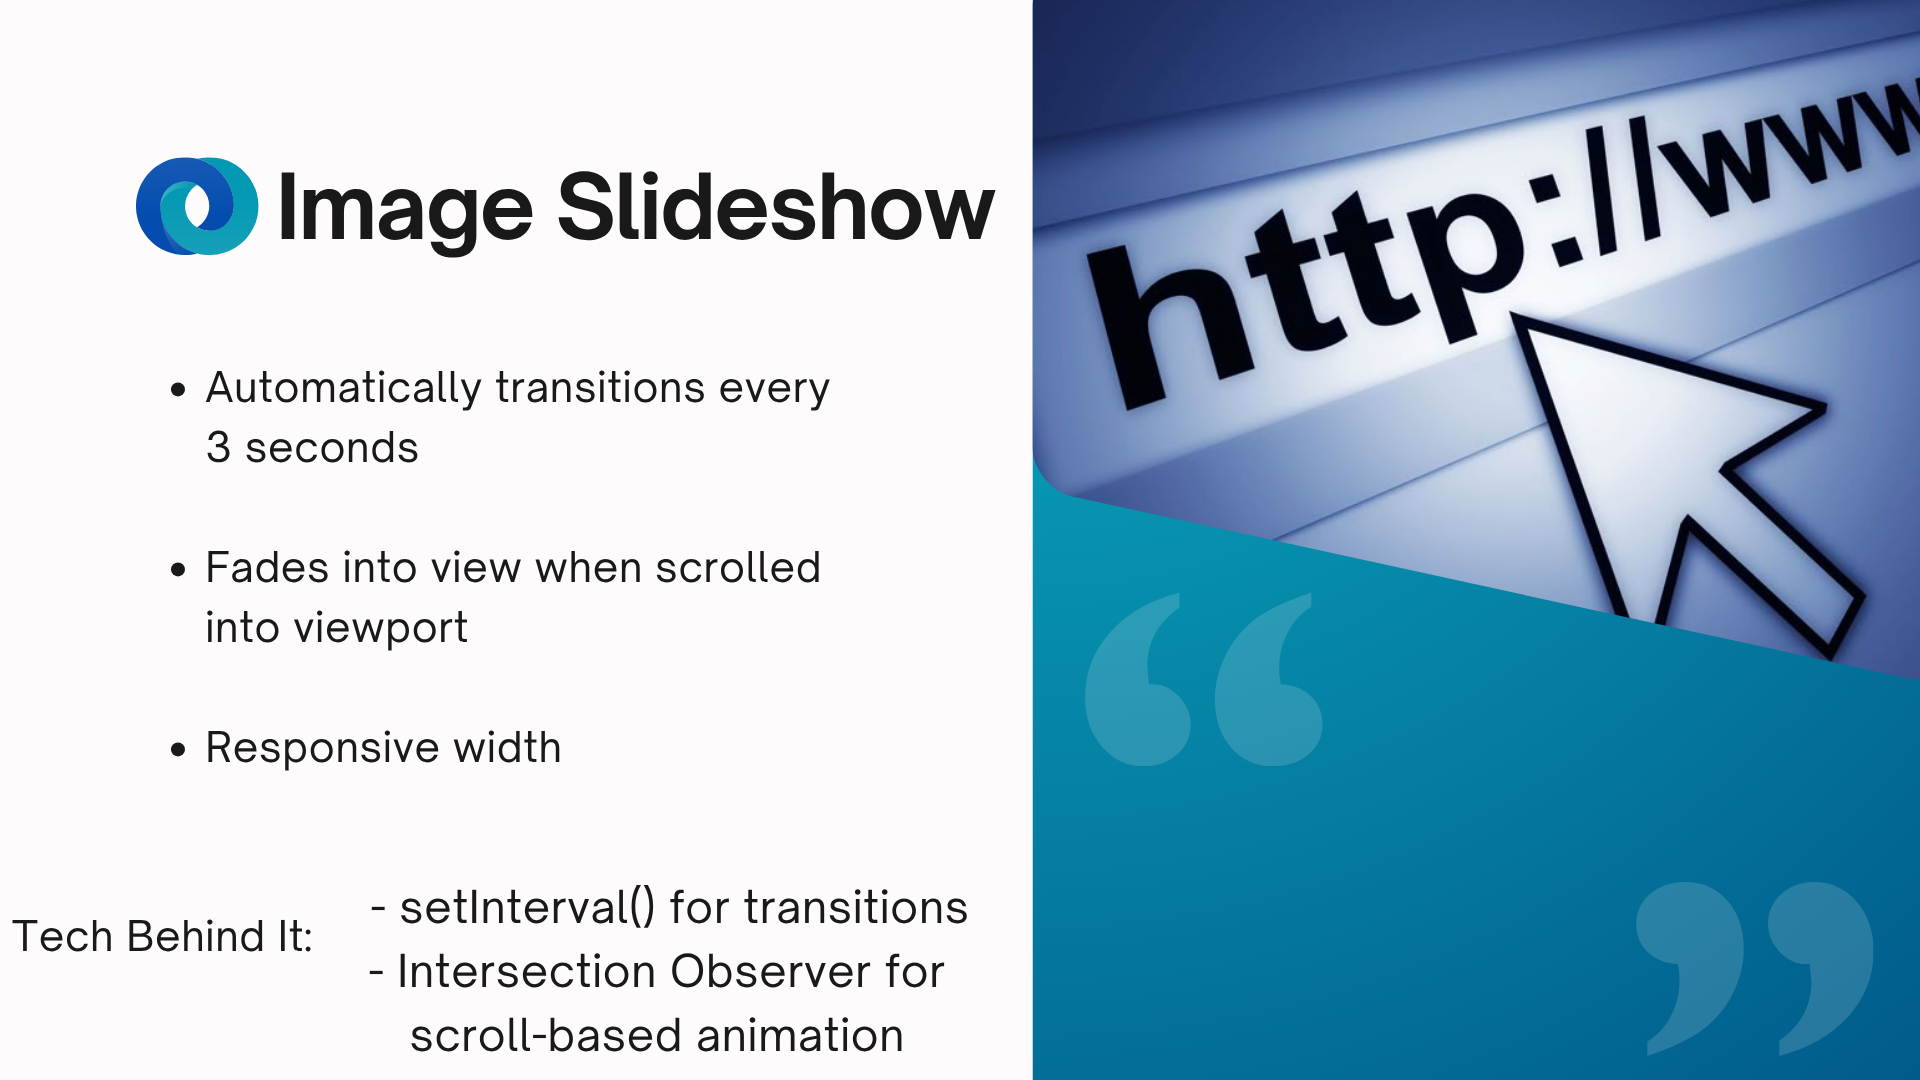 Image Slideshow
• Automatically transitions every
3 seconds
• Fades into view when scrolled
into viewport
• Responsive width
Tech Behind It:
- setInterval() for transitions
- Intersection Observer for
scroll-based animation
http://www
“
”